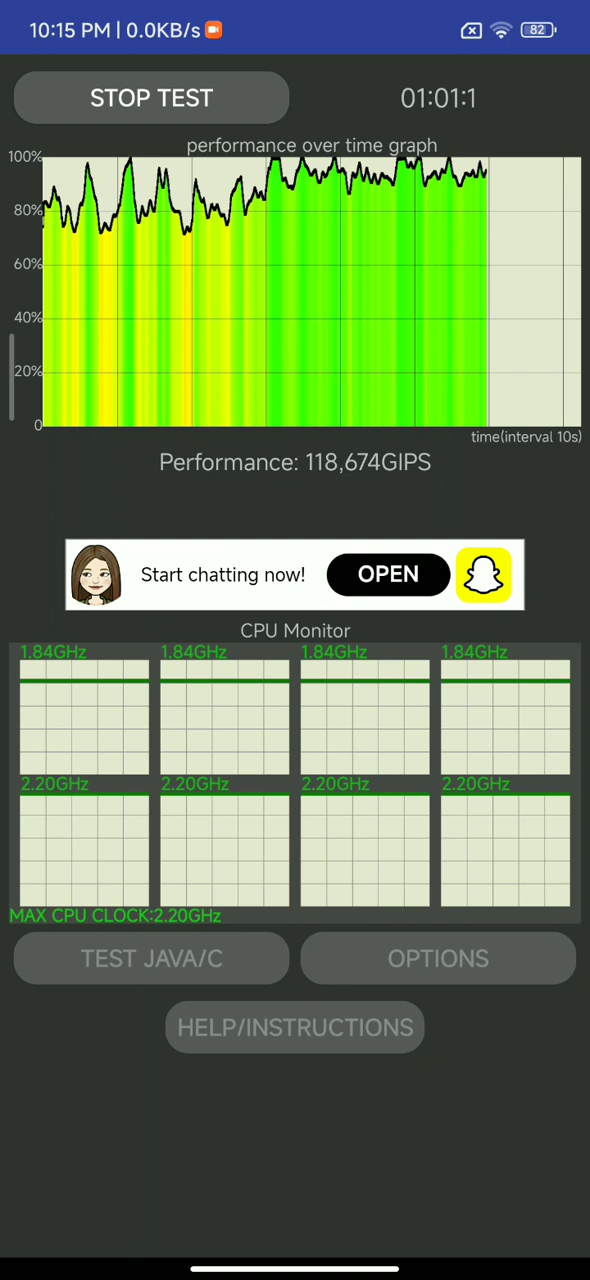 10:15 PM | 0.0KB/s 82
STOP TEST 01:01:1
performance over time graph
100%
80%
60%
40%
20%
0
time(interval 10s)
Performance: 118,674GIPS
Start chatting now! OPEN
CPU Monitor
1.84GHz 1.84GHz 1.84GHz 1.84GHz
2.20GHz 2.20GHz 2.20GHz 2.20GHz
MAX CPU CLOCK:2.20GHz
TEST JAVA/C OPTIONS
HELP/INSTRUCTIONS